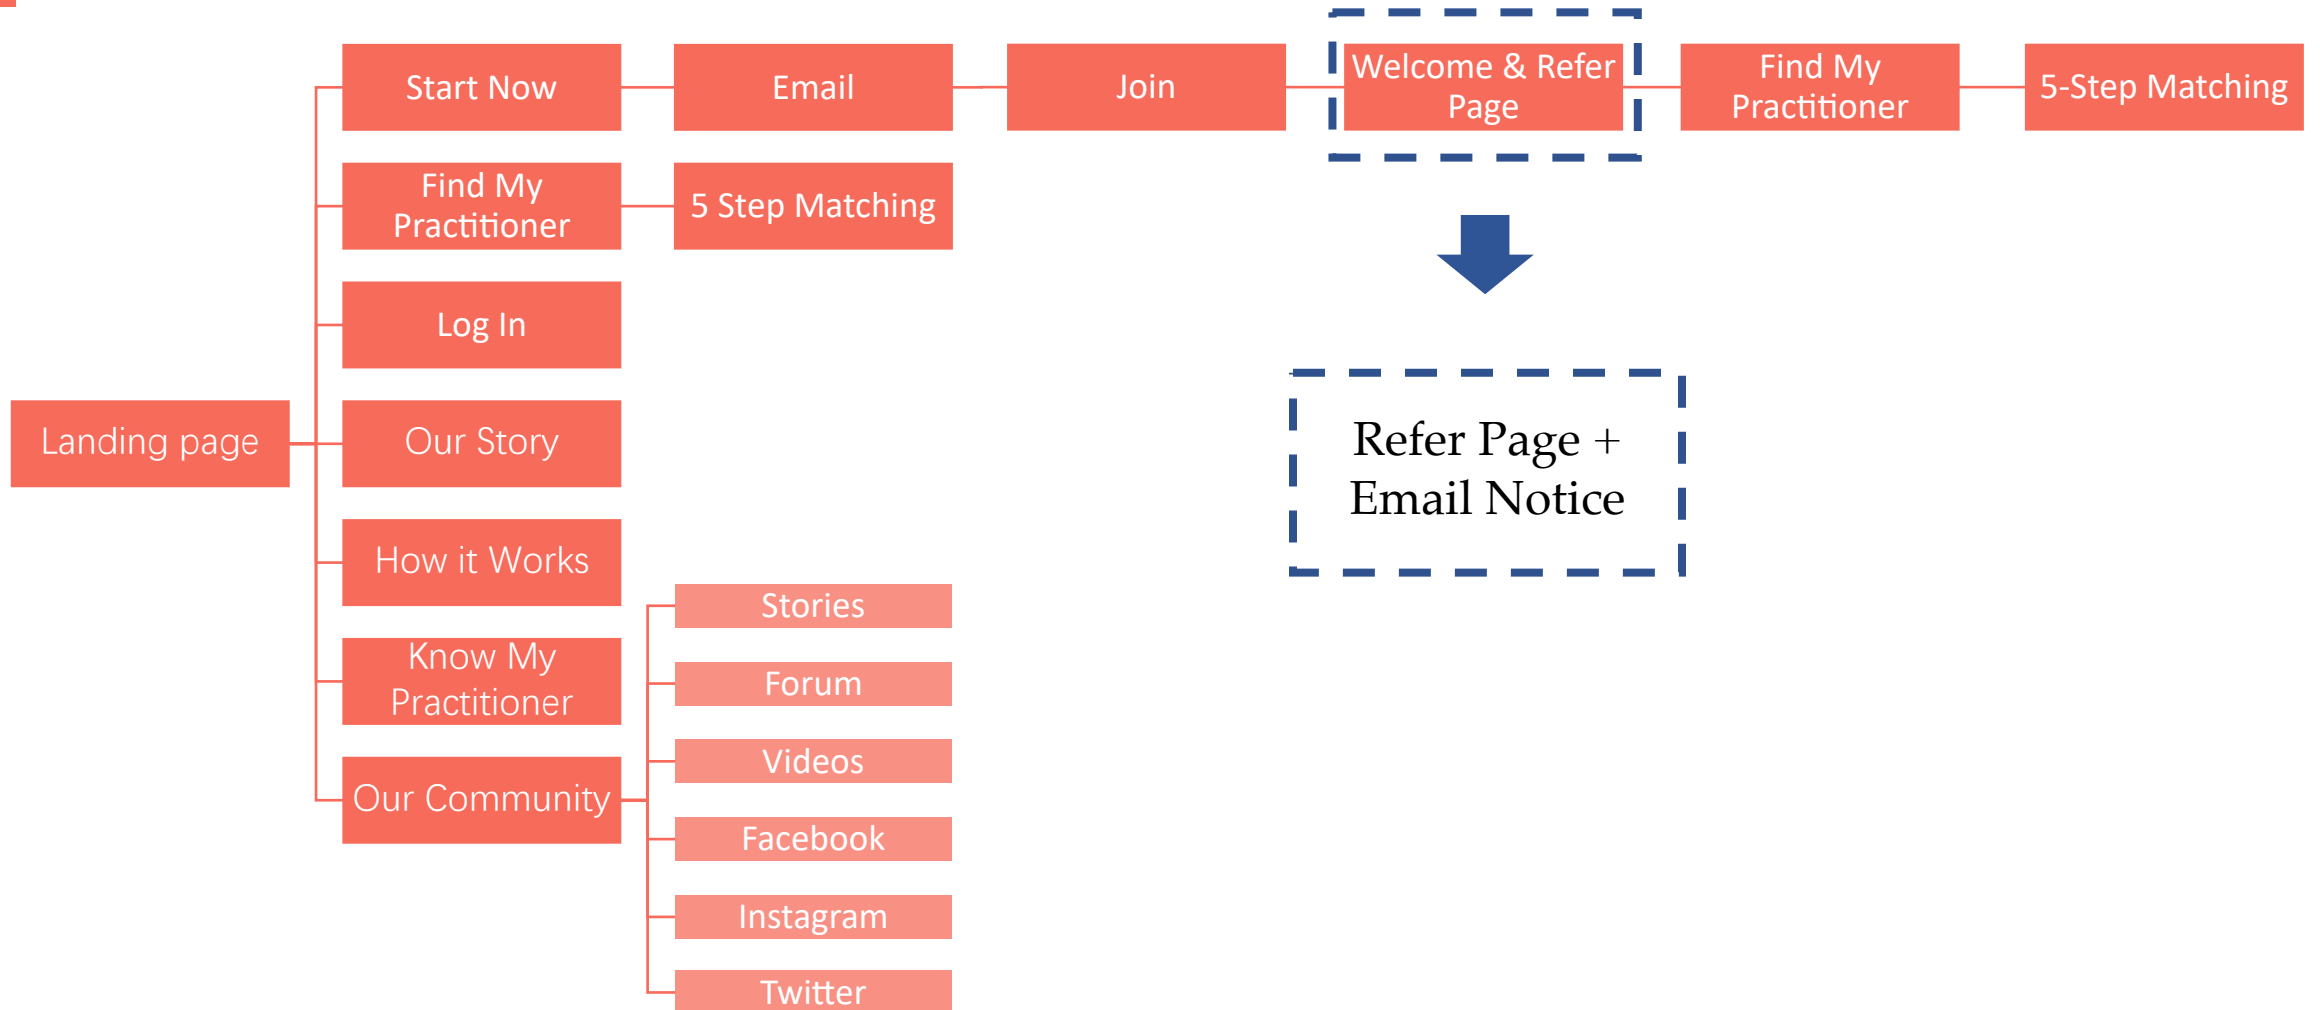 Start Now
Email
Join
Welcome & Refer
Page
Find My
Practitioner
5-Step Matching
Find My
Practitioner
5 Step Matching
Log In
Landing page
Our Story
Refer Page +
Email Notice
How it Works
Know My
Practitioner
Our Community
Stories
Forum
Videos
Facebook
Instagram
Twitter